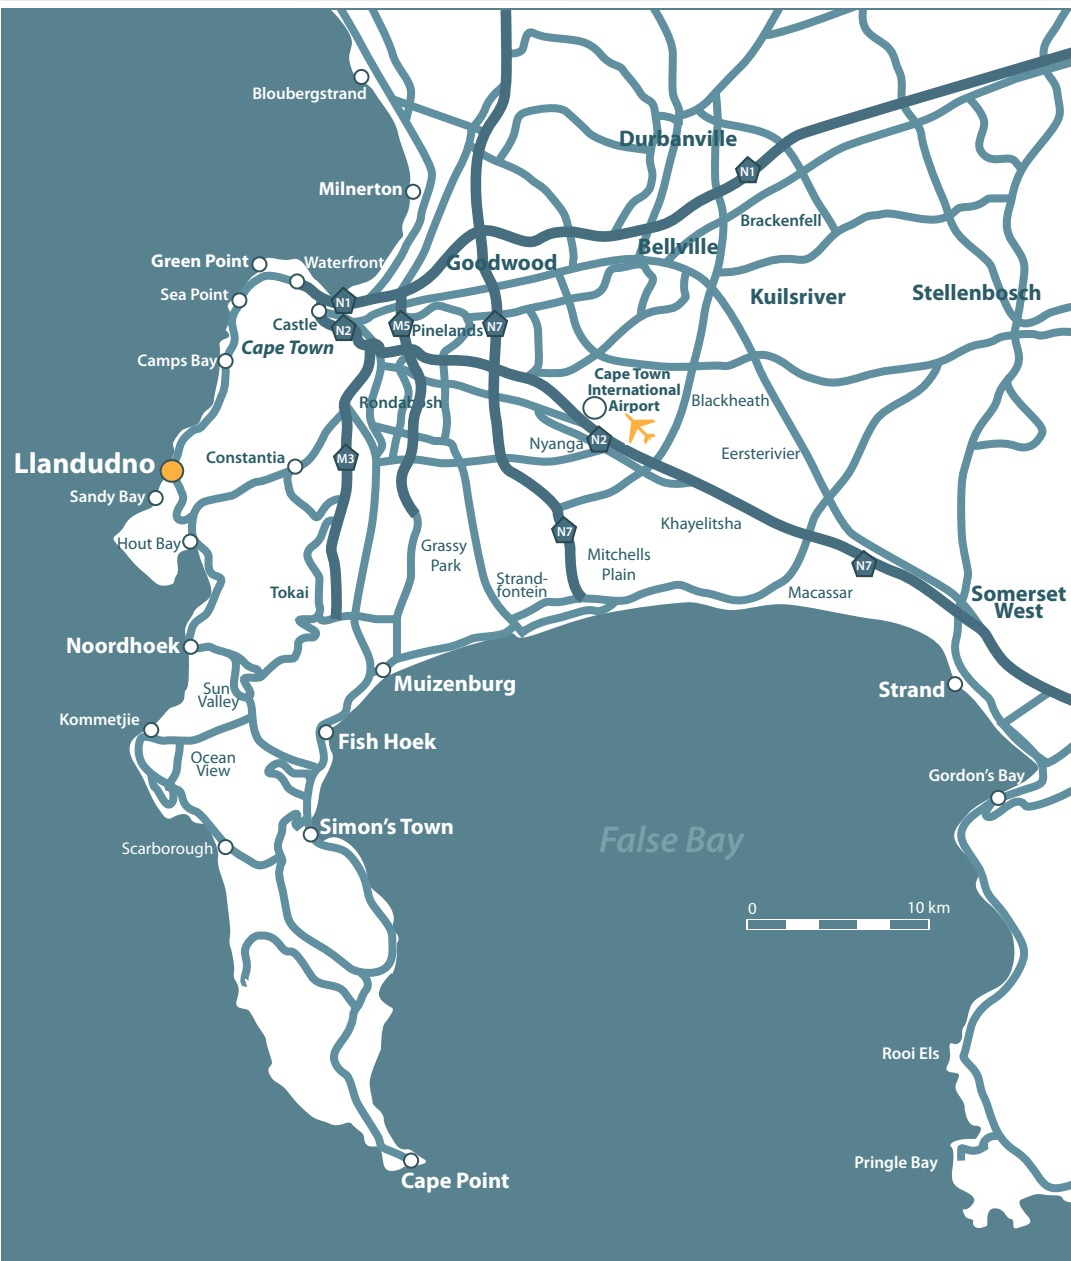 Bloubergstrand
Durbanville
N1
Milnerton
Brackenfell
Green Point
Waterfront
Goodwood
Bellville
Sea Point
N1
Kuilsriver
Stellenbosch
Castle
N2
M5
Pinelands
N7
Cape Town
Camps Bay
Cape Town
International
Airport
Rondabosh
Blackheath
Nyanga
N2
Llandudno
Constantia
M3
Eersterivier
Sandy Bay
Khayelitsha
N7
Hout Bay
Grassy
Park
Mitchells
Plain
N7
Strand-
fontein
Tokai
Macassar
Somerset
West
Noordhoek
Muizenburg
Sun
Valley
Strand
Kommetjie
Fish Hoek
Ocean
View
Gordon's Bay
Simon's Town
False Bay
Scarborough
0
10 km
Rooi Els
Pringle Bay
Cape Point